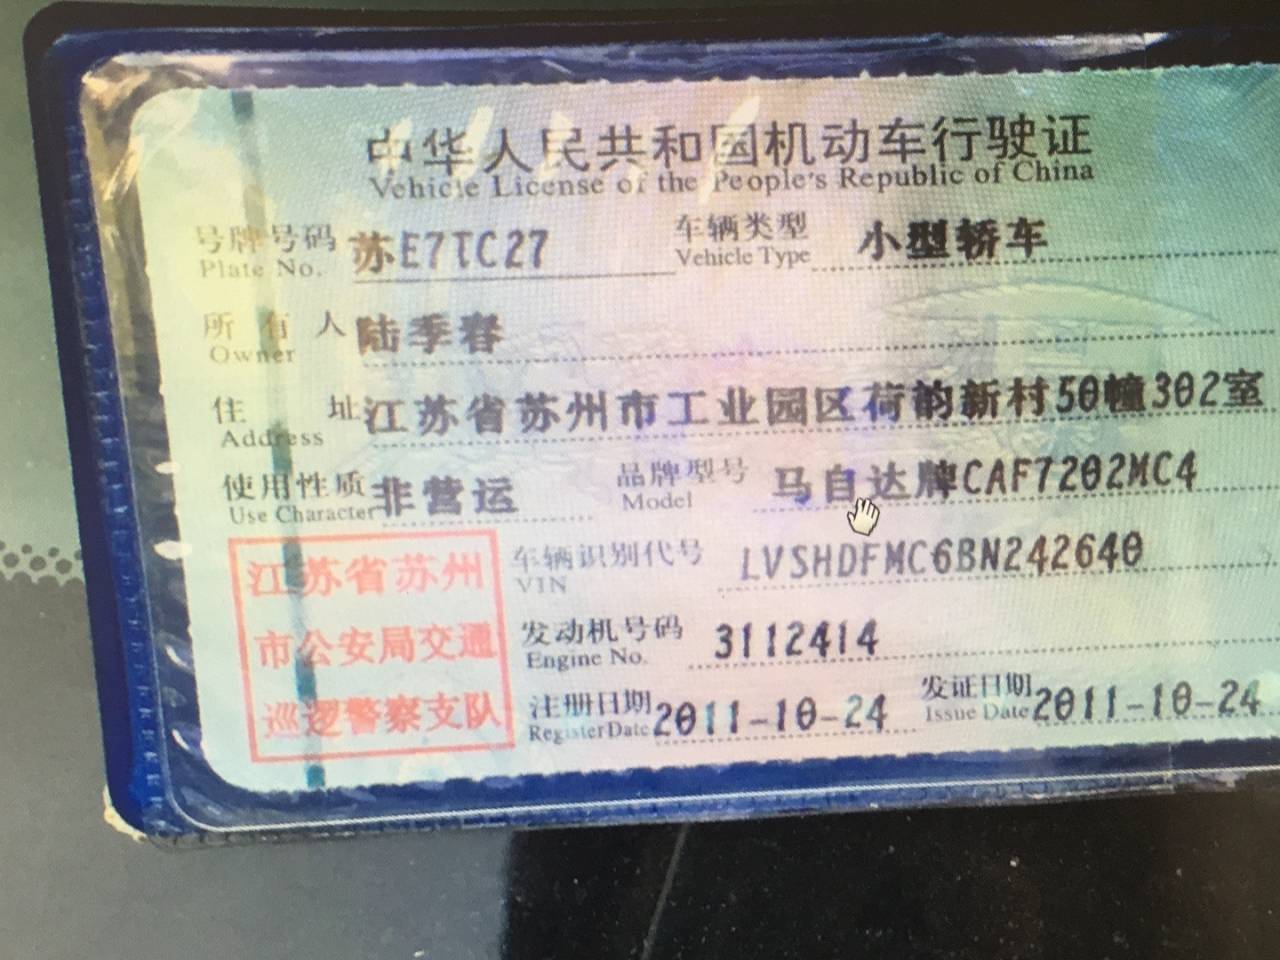 中华人民共和国机动车行驶证
Vehicle License of the People's Republic of China
号牌号码 苏E7TC27 车辆类型 小型轿车
Plate No. Vehicle Type
所有人 陆季春
Owner
住址 江苏省苏州市工业园区荷韵新村50幢302室
Address
使用性质 非营运 品牌型号 马自达牌CAF7202MC4
Use Character Model
江苏省苏州
市公安局交通
巡逻警察支队
车辆识别代号 LVSHDFMC6BN242640
VIN
发动机号码 3112414
Engine No.
注册日期 2011-10-24 发证日期 2011-10-24
Register Date Issue Date